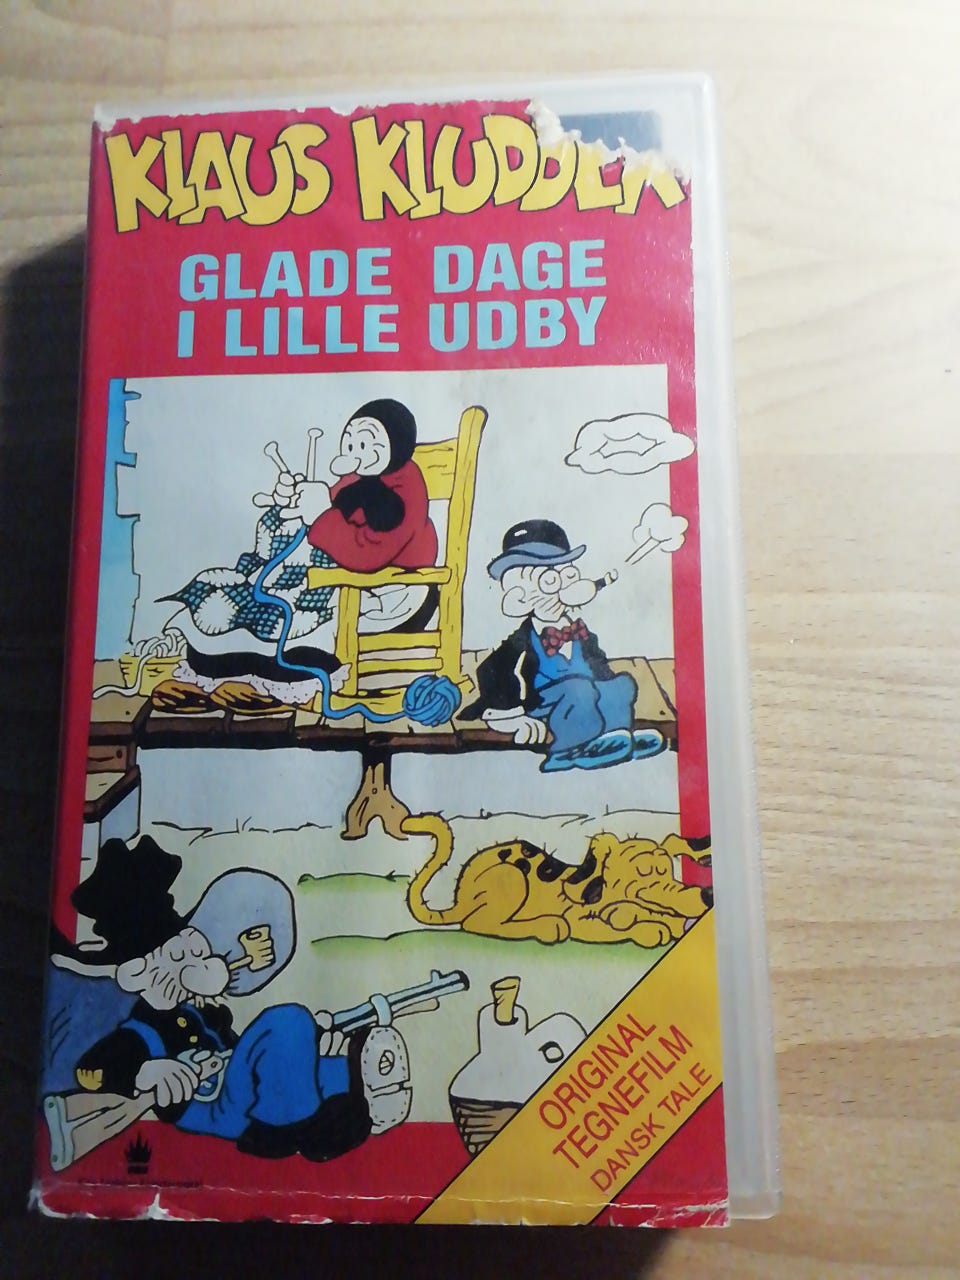 KLAUS KLUDDER
GLADE DAGE
I LILLE UDBY
ORIGINAL
TEGNEFILM
DANSK TALE